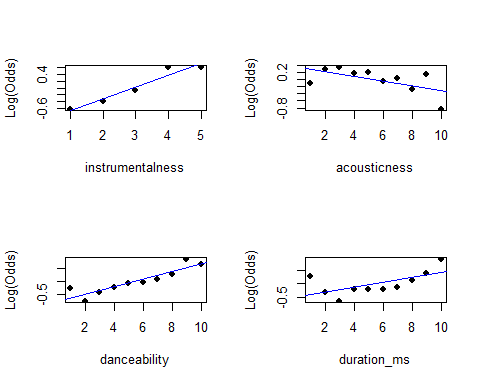 Log(Odds)
0.4
-0.6
1 2 3 4 5
instrumentalness
Log(Odds)
0.2
-0.8
2 4 6 8 10
acousticness
Log(Odds)
-0.5
2 4 6 8 10
danceability
Log(Odds)
-0.5
2 4 6 8 10
duration_ms